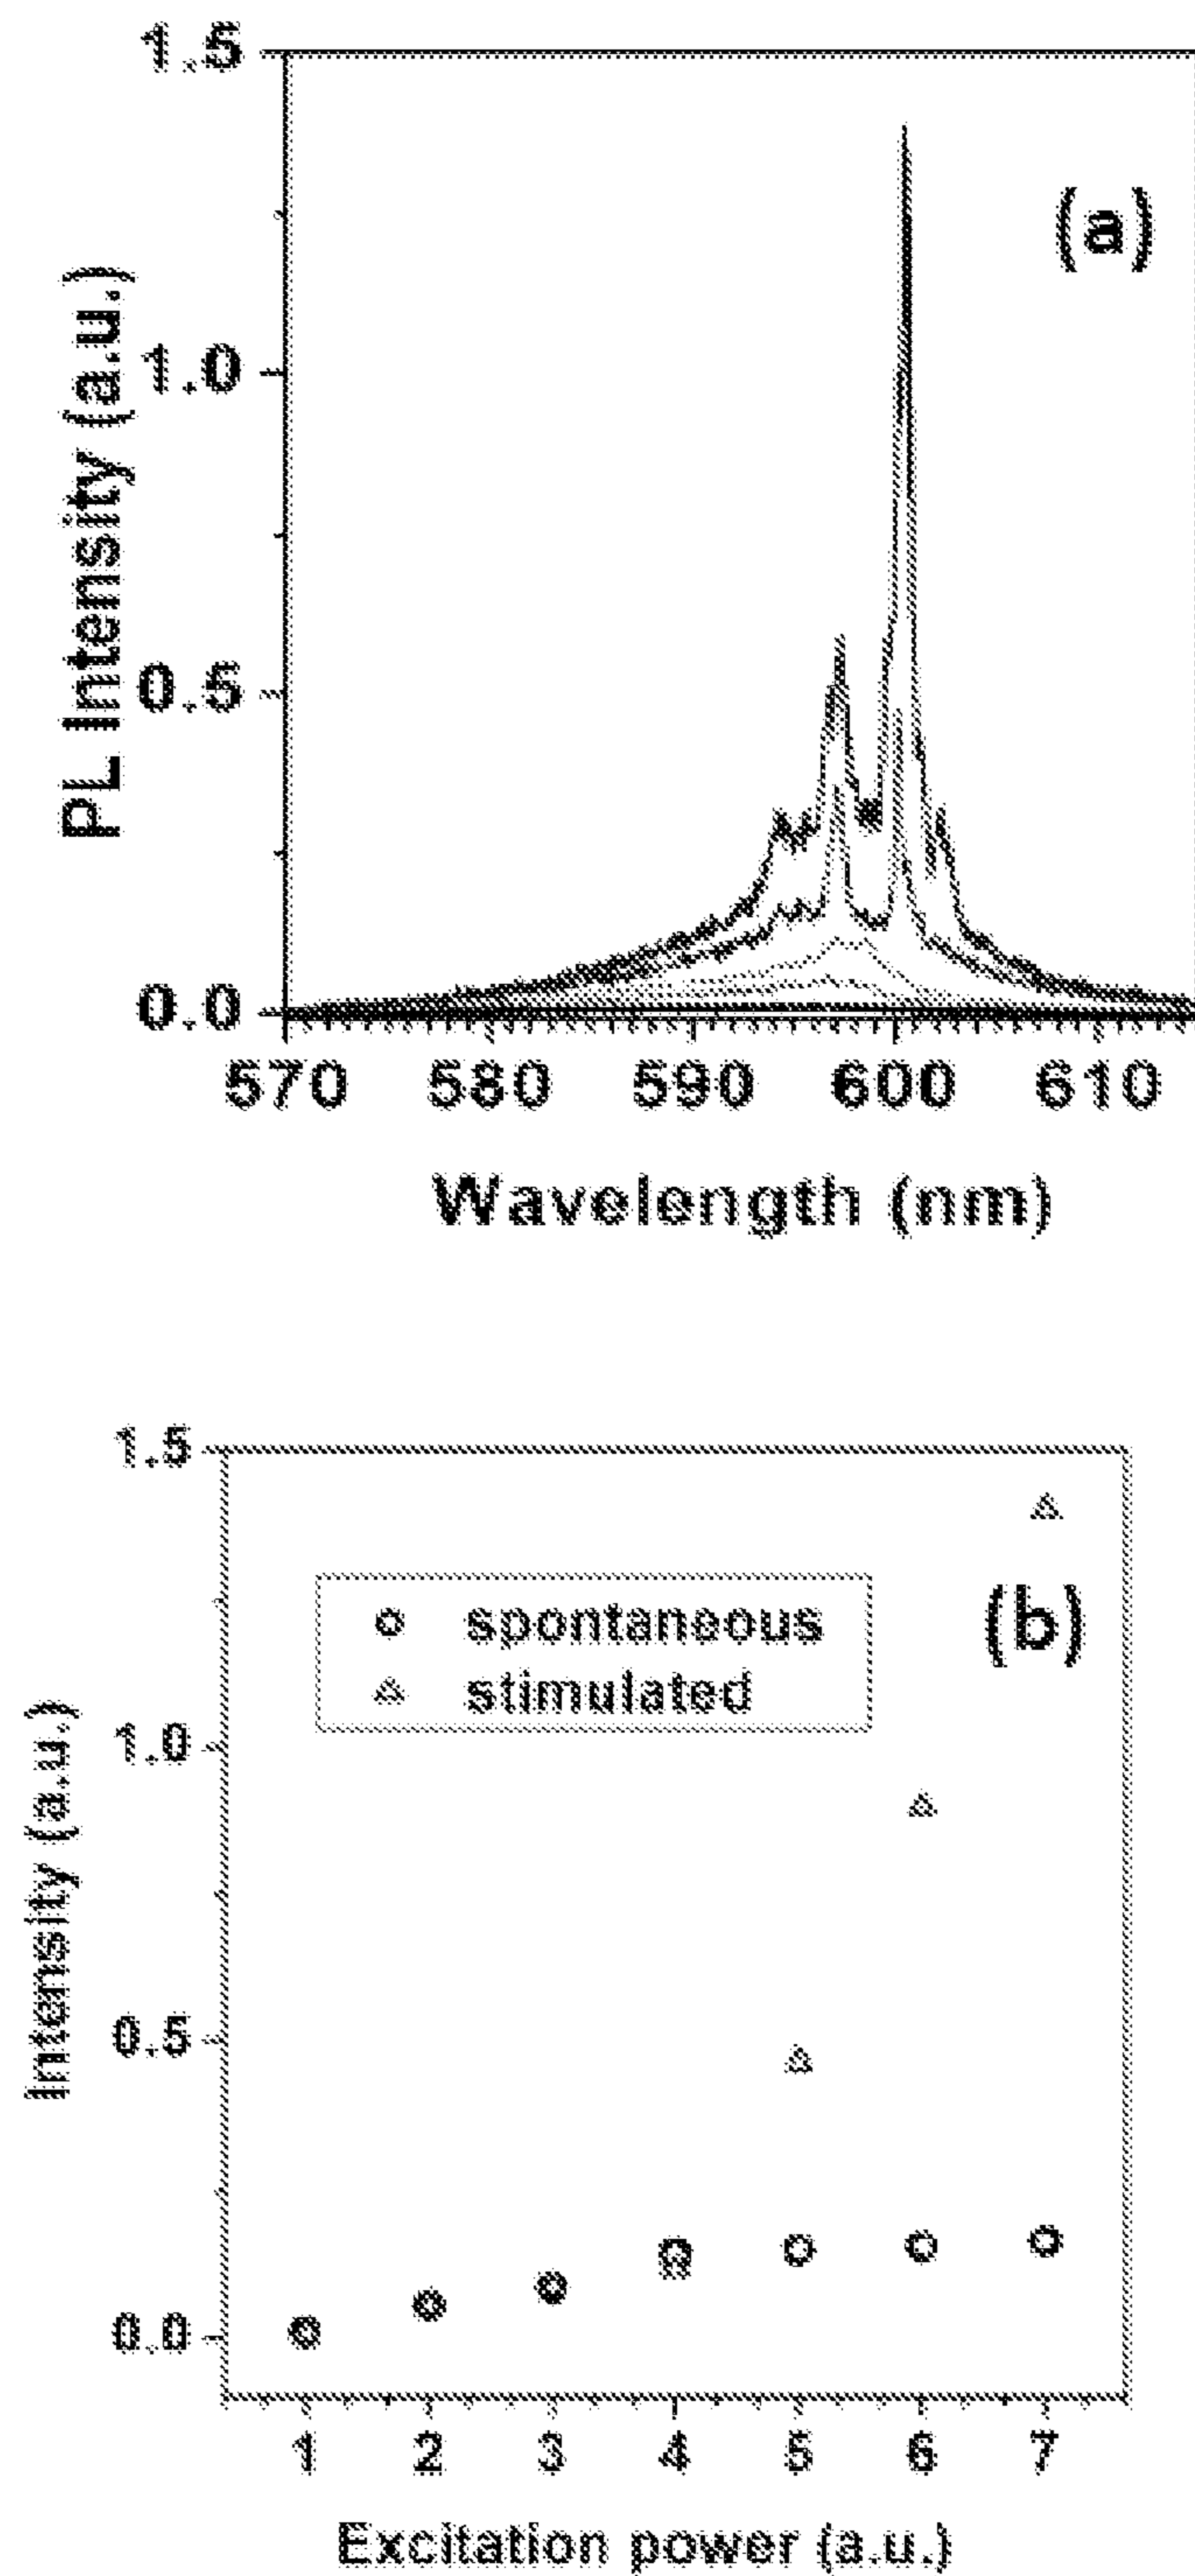 1.5
(a)
1.0
PL Intensity (a.u.)
0.5
0.0
570 580 590 600 610
Wavelength (nm)
1.5
spontaneous
(b)
stimulated
1.0
Intensity (a.u.)
0.5
0.0
1 2 3 4 5 6 7
Excitation power (a.u.)